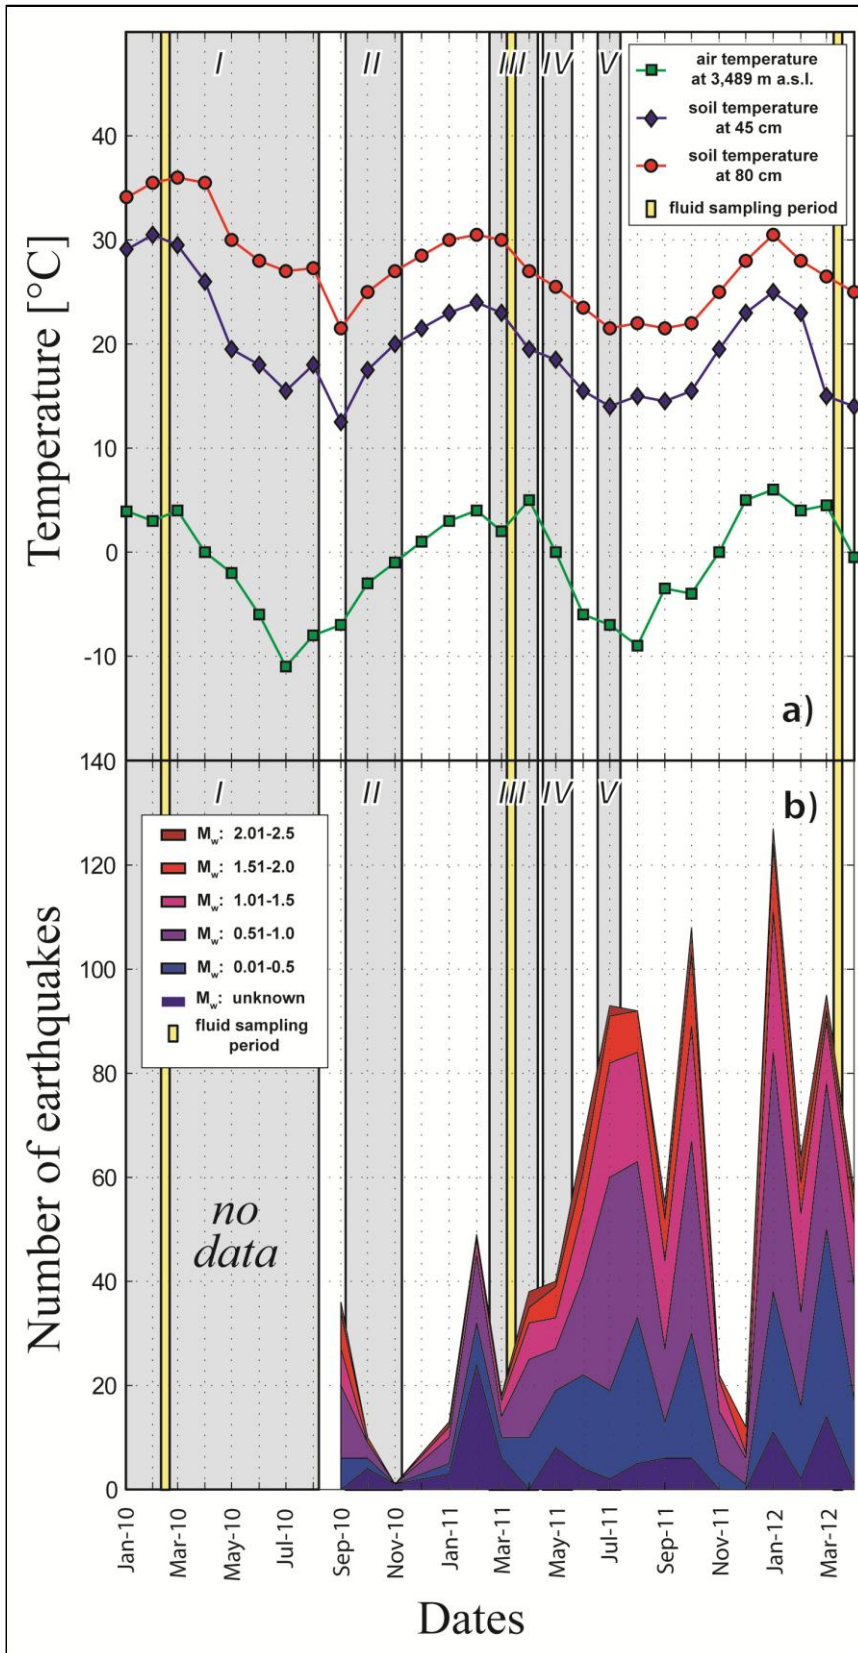 I II III IV V
air temperature
at 3,489 m a.s.l.
soil temperature
at 45 cm
soil temperature
at 80 cm
fluid sampling period
40
30
20
10
0
-10
Temperature [°C]
a)
140
120
100
80
60
40
20
0
Number of earthquakes
I II III IV V
b)
Mw: 2.01-2.5
Mw: 1.51-2.0
Mw: 1.01-1.5
Mw: 0.51-1.0
Mw: 0.01-0.5
Mw: unknown
fluid sampling
period
no
data
Jan-10 Mar-10 May-10 Jul-10 Sep-10 Nov-10 Jan-11 Mar-11 May-11 Jul-11 Sep-11 Nov-11 Jan-12 Mar-12
Dates